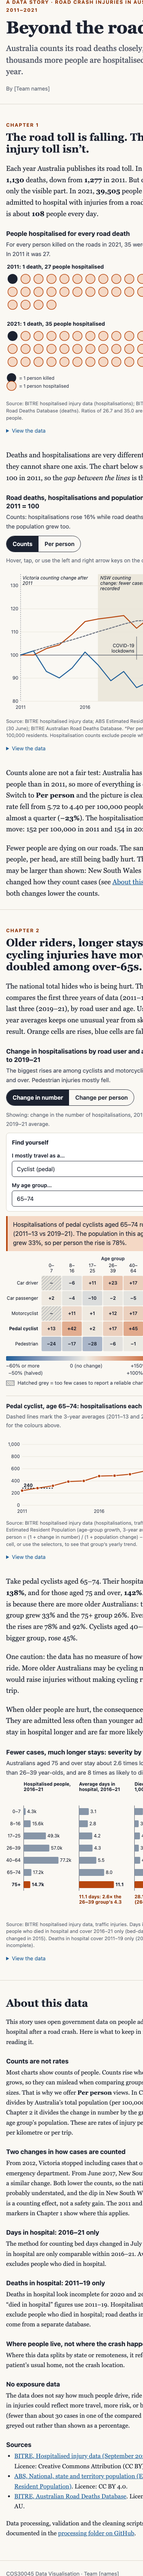 A DATA STORY · ROAD CRASH INJURIES IN AUS
2011–2021
Beyond the road
Australia counts its road deaths closely,
thousands more people are hospitalised
year.
By [Team names]
CHAPTER 1
The road toll is falling. Th
injury toll isn't.
Each year Australia publishes its road toll. In
1,130 deaths, down from 1,277 in 2011. But d
only the visible part. In 2021, 39,505 people
admitted to hospital with injuries from a road
is about 108 people every day.
People hospitalised for every road death
For every person killed on the roads in 2021, 35 wer
In 2011 it was 27.
2011: 1 death, 27 people hospitalised
2021: 1 death, 35 people hospitalised
= 1 person killed
= 1 person hospitalised
Source: BITRE hospitalised injury data (hospitalisations); BIT
Road Deaths Database (deaths). Ratios of 26.7 and 35.0 are
people.
View the data
Deaths and hospitalisations are very differen
they cannot share one axis. The chart below s
100 in 2011, so the gap between the lines is th
Road deaths, hospitalisations and population
2011 = 100
Counts: hospitalisations rose 16% while road deaths
the population grew too.
Counts
Per person
Hover, tap, or use the left and right arrow keys on the
130
Victoria counting change after
2011
NSW counting
change: fewer cases
recorded
120
110
100
COVID-19
lockdowns
90
80
2011
2016
Source: BITRE hospitalised injury data; ABS Estimated Resid
(30 June), BITRE Australian Road Deaths Database. "Per pe
100,000 residents. Hospitalisation counts exclude people wh
View the data
Counts alone are not a fair test: Australia has
people than in 2011, so more of everything is
Switch to Per person and the picture is clear
rate fell from 5.72 to 4.40 per 100,000 people
almost a quarter (−23%). The hospitalisation
move: 152 per 100,000 in 2011 and 154 in 20
Fewer people are dying on our roads. The san
people, per head, are still being badly hurt. Th
may be larger than shown: New South Wales
changed how they count cases (see About this
both changes lower the counts.
CHAPTER 2
Older riders, longer stays
cycling injuries have mor
doubled among over-65s.
The national total hides who is being hurt. Th
compares the first three years of data (2011–1
last three (2019–21), by road user and age. U
year averages stops one unusual year skewing
result. Orange cells are rises, blue cells are fal
Change in hospitalisations by road user and a
to 2019–21
The biggest rises are among cyclists and motorcycl
and over. Pedestrian injuries mostly fell.
Change in number
Change per person
Showing: change in the number of hospitalisations, 201
2019–21 average.
Find yourself
I mostly travel as a...
Cyclist (pedal)
My age group...
65–74
Hospitalisations of pedal cyclists aged 65–74 r
(2011–13 vs 2019–21). The population in this ag
grew 33%, so per person the rise is 78%.
Age group
0–7
8–16
17–25
26–39
40–64
Car driver – −6 +11 +23 +17
Car passenger +2 −4 −10 −2 −5
Motorcyclist – +11 +1 +12 +17
Pedal cyclist +13 +42 +2 +17 +45
Pedestrian −24 −17 −28 −6 −1
−60% or more
−50% (halved)
0 (no change)
+150%
+100%
Hatched grey = too few cases to report a reliable char
Pedal cyclist, age 65–74: hospitalisations each
Dashed lines mark the 3-year averages (2011–13 and 2
1,000
800
600
400
240
200
0
2011
2016
Source: BITRE hospitalised injury data (hospitalisations, traff
Estimated Resident Population (age-group growth, 3-year a
person = (1 + change in number) / (1 + population change) −
cell, or use the selectors, to see that group's yearly trend.
View the data
Take pedal cyclists aged 65–74. Their hospita
138%, and for those aged 75 and over, 142%.
is because there are more older Australians: t
group grew 33% and the 75+ group 26%. Eve
the rises are 78% and 92%. Cyclists aged 40–
bigger group, rose 45%.
One caution: the data has no measure of how
ride. More older Australians may be cycling n
would raise injuries without making cycling r
trip.
When older people are hurt, the consequence
They are admitted less often than younger ad
stay in hospital longer and are far more likely
Fewer cases, much longer stays: severity by
Australians aged 75 and over stay about 2.6 times lo
than 26–39 year-olds, and are 8 times as likely to die
Hospitalised people,
2016–21
Average days in
hospital, 2016–21
0–7 4.3k 3.1
8–16 15.6k 2.8
17–25 49.3k 4.2
26–39 57.0k 4.3
40–64 77.2k 5.5
65–74 17.2k 8.0
75+ 14.7k 11.1
11.1 days: 2.6x the
26–39 group's 4.3
Source: BITRE hospitalised injury data, traffic injuries. Days i
people who died in hospital and cover 2016–21 only (bed-da
changed in 2015). Deaths in hospital cover 2011–19 only (20
incomplete).
View the data
About this data
This story uses open government data on people ad
hospital after a road crash. Here is what to keep in
reading it.
Counts are not rates
Most charts show counts of people. Counts rise whe
grows, so they can mislead when comparing groups
sizes. That is why we offer Per person views. In C
divides by Australia's total population (per 100,000
Chapter 2 it divides the change in number by the ch
the group's population. These are rates of injury pe
per kilometre or per trip.
Two changes in how cases are counted
From 2012, Victoria stopped including cases that o
emergency department. From June 2017, New Sout
a similar change. Both lower the counts, so the natio
probably understated, and the dip in New South W
a counting effect, not a safety gain. The 2011 and
markers in Chapter 1 show where this applies.
Days in hospital: 2016–21 only
The method for counting bed days changed in July
in hospital are only comparable within 2016–21. A
excludes people who died in hospital.
Deaths in hospital: 2011–19 only
Deaths in hospital look incomplete for 2020 and 20
"died in hospital" figures use 2011–19. Hospitalised
exclude people who died in hospital; road deaths in
come from a separate database.
Where people live, not where the crash happ
Where this data splits by state or remoteness, it ref
patient's usual home, not the crash location.
No exposure data
The data does not say how much people drive, ride
in injuries could reflect more travel, more risk, or b
(fewer than about 30 cases in one of the compared
greyed out rather than shown as a percentage.
Sources
BITRE, Hospitalised injury data (September 202
Licence: Creative Commons Attribution (CC BY
ABS, National, state and territory population (E
Resident Population). Licence: CC BY 4.0.
BITRE, Australian Road Deaths Database. Licen
AU.
Data processing, validation and the cleaning script
documented in the processing folder on GitHub.
COS30045 Data Visualisation · Team [names]